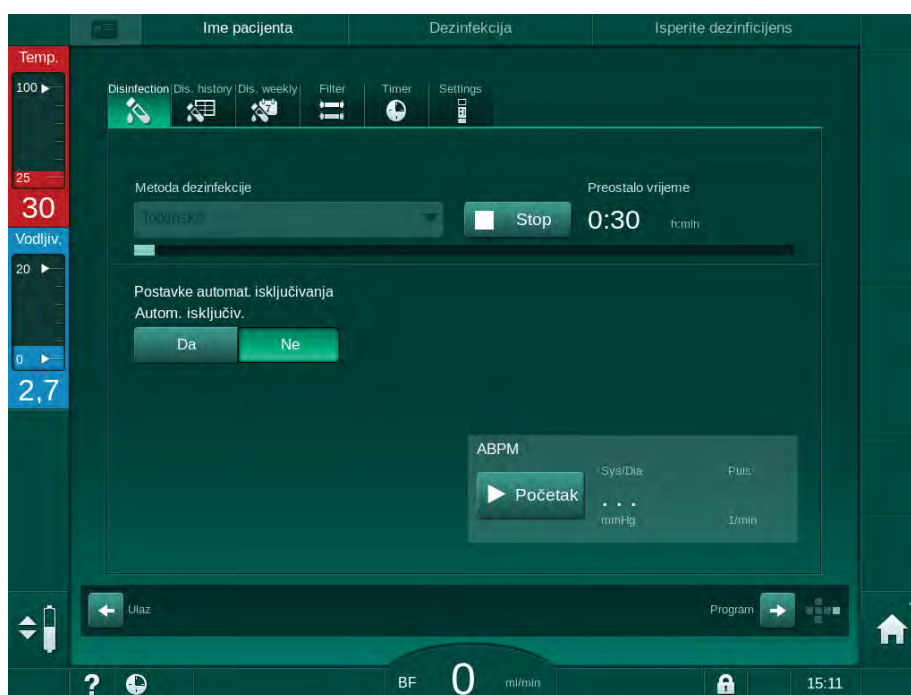 Ime pacijenta Dezinfekcija Isperite dezinficijens
Temp.
100
25
30
Vodljiv.
20
0
2,7
Disinfection Dis. history Dis. weekly Filter Timer Settings
7
Metoda dezinfekcije Preostalo vrijeme
Toplinska Stop 0:30 h:min
Postavke automat. isključivanja
Autom. isključiv.
Da Ne
ABPM
Sys/Dia Puls
Početak . . .
mmHg 1/min
Ulaz Program
? BF 0 ml/min 15:11